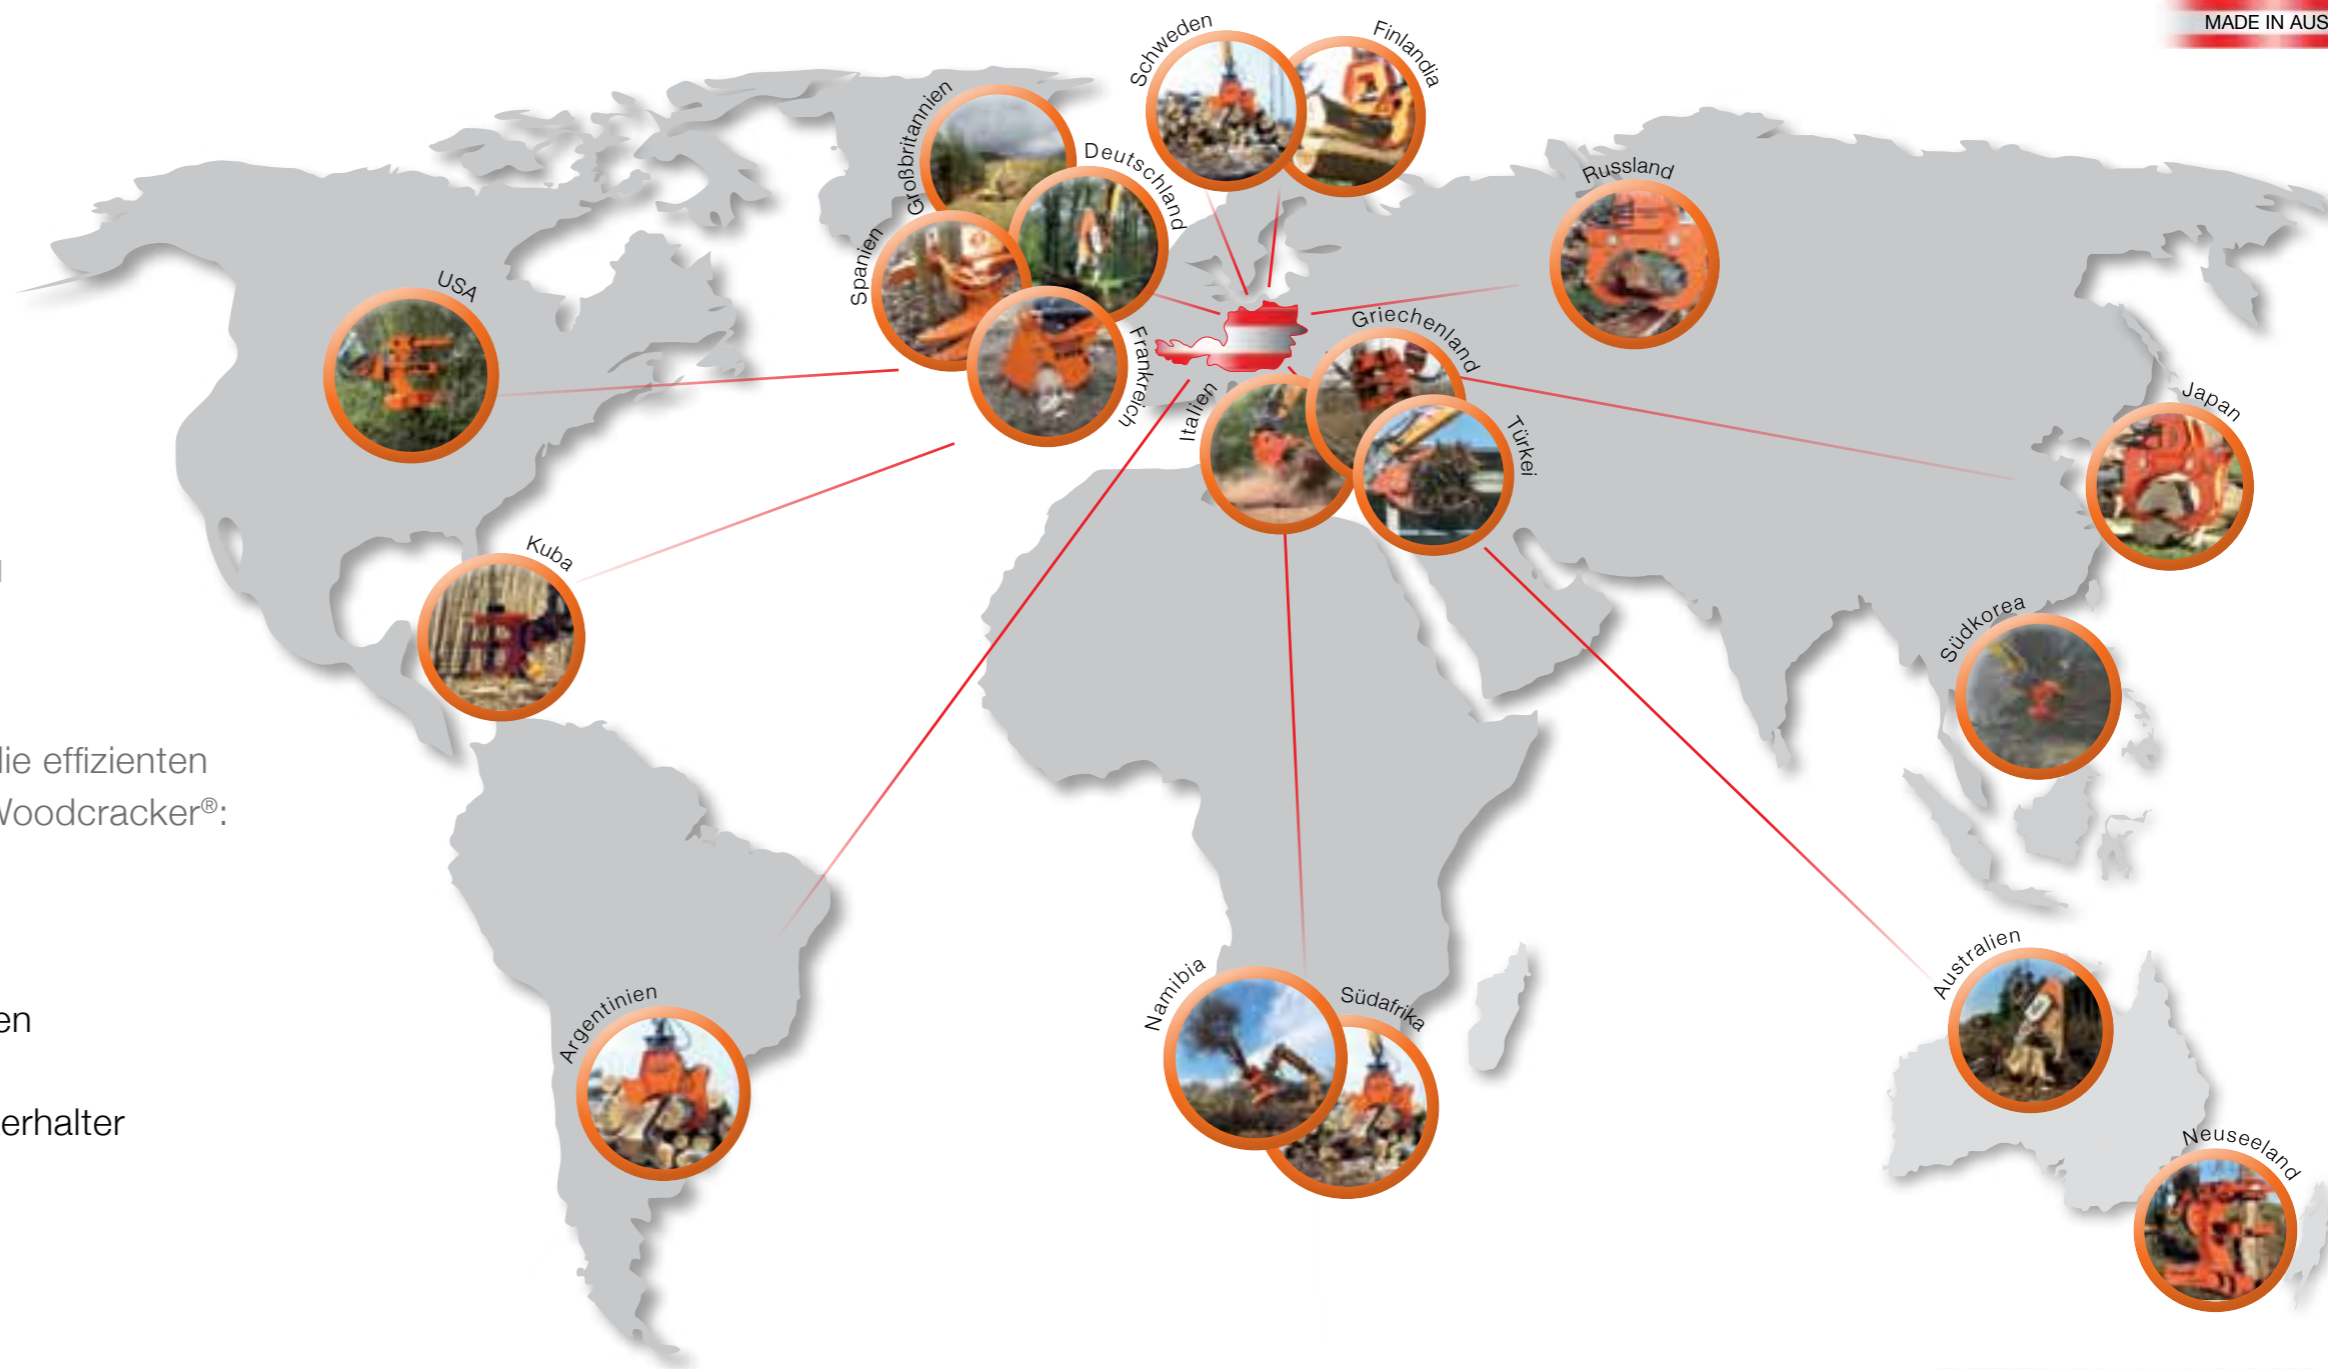 MADE IN AUS
Schweden
Finlandia
Großbritannien
Deutschland
Russland
Spanien
USA
Griechenland
Frankreich
Italien
Japan
Türkei
Kuba
Südkorea
lie effizienten
Woodcracker®:
Australien
Namibia
Südafrika
Argentinien
en
erhalter
Neuseeland